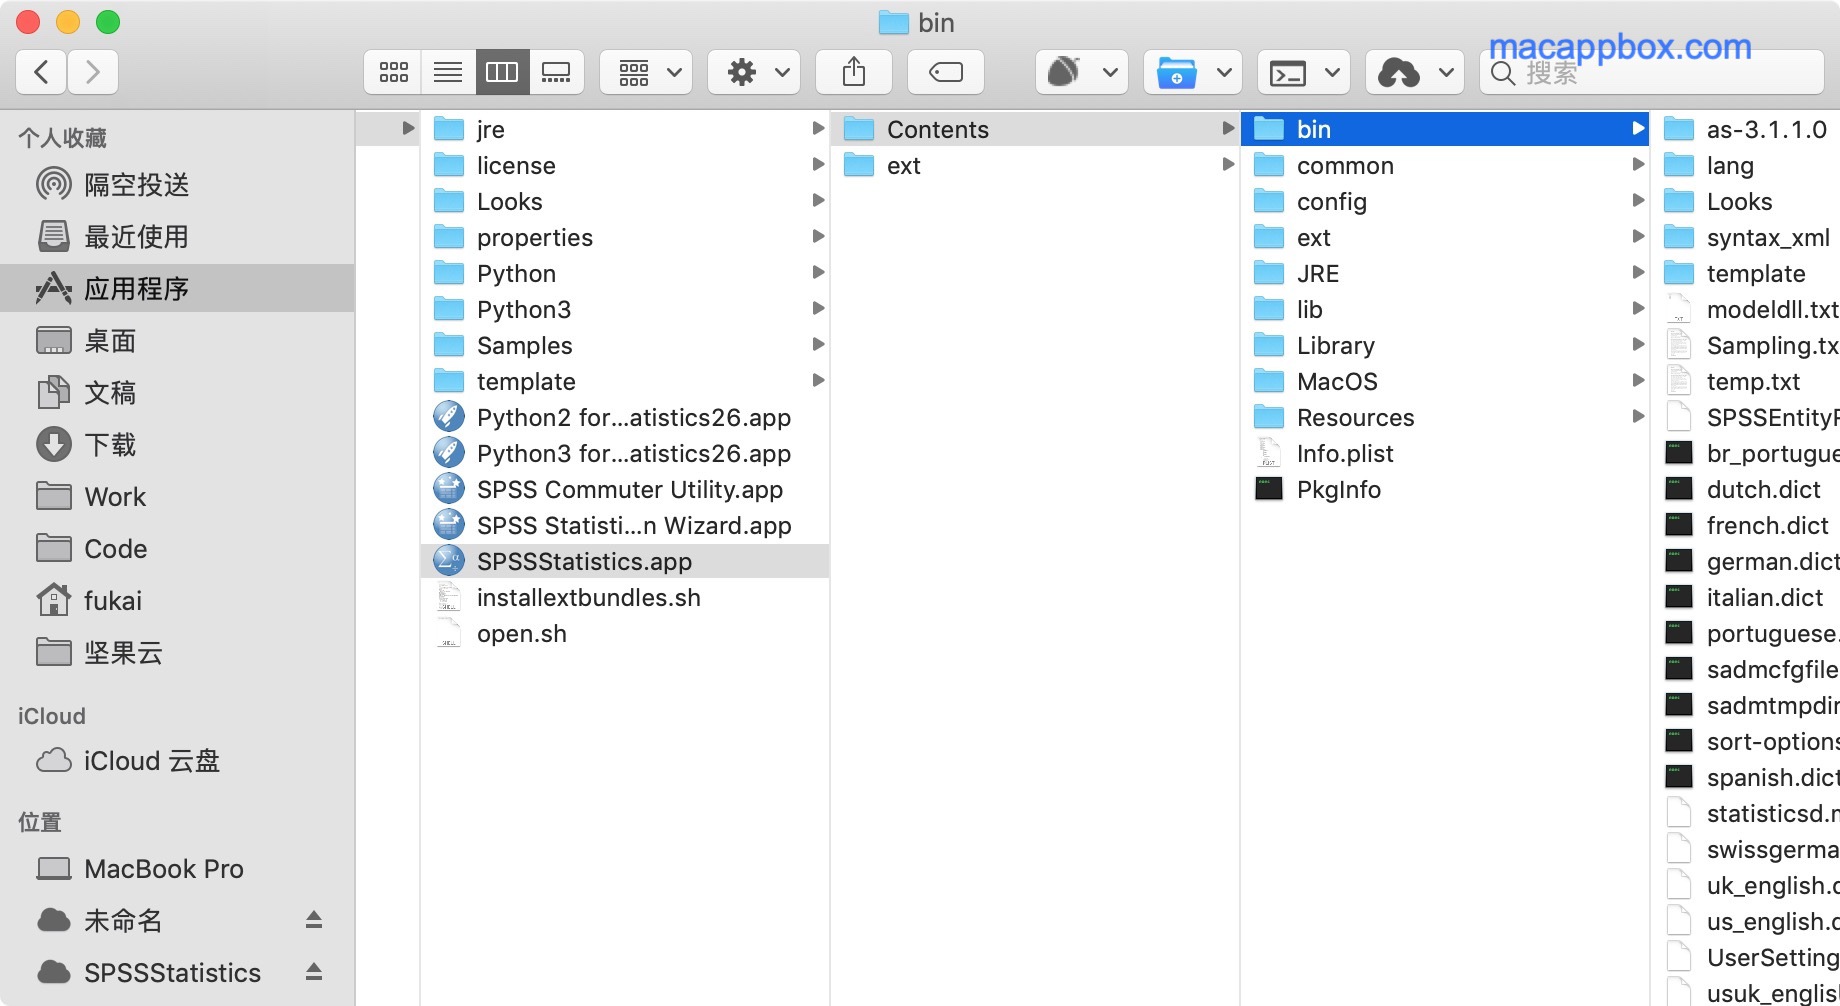 bin
macappbox.com
搜索
个人收藏
隔空投送
最近使用
应用程序
桌面
文稿
下载
Work
Code
fukai
坚果云
iCloud
iCloud 云盘
位置
MacBook Pro
未命名
SPSSStatistics
jre
license
Looks
properties
Python
Python3
Samples
template
Python2 for...atistics26.app
Python3 for...atistics26.app
SPSS Commuter Utility.app
SPSS Statisti...n Wizard.app
SPSSStatistics.app
installextbundles.sh
open.sh
Contents
ext
bin
common
config
ext
JRE
lib
Library
MacOS
Resources
Info.plist
PkgInfo
as-3.1.1.0
lang
Looks
syntax_xml
template
modeldll.txt
Sampling.tx
temp.txt
SPSSEntityF
br_portugue
dutch.dict
french.dict
german.dict
italian.dict
portuguese.
sadmcfgfile
sadmtmpdir
sort-options
spanish.dict
statisticsd.
swissgerma
uk_english.
us_english.
UserSetting
usuk_englis